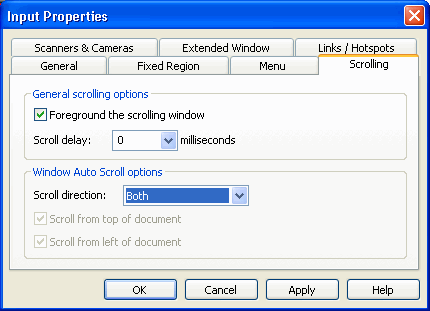 Input Properties
Scanners & Cameras Extended Window Links / Hotspots
General Fixed Region Menu Scrolling
General scrolling options
Foreground the scrolling window
Scroll delay: 0 milliseconds
Window Auto Scroll options
Scroll direction: Both
Scroll from top of document
Scroll from left of document
OK Cancel Apply Help